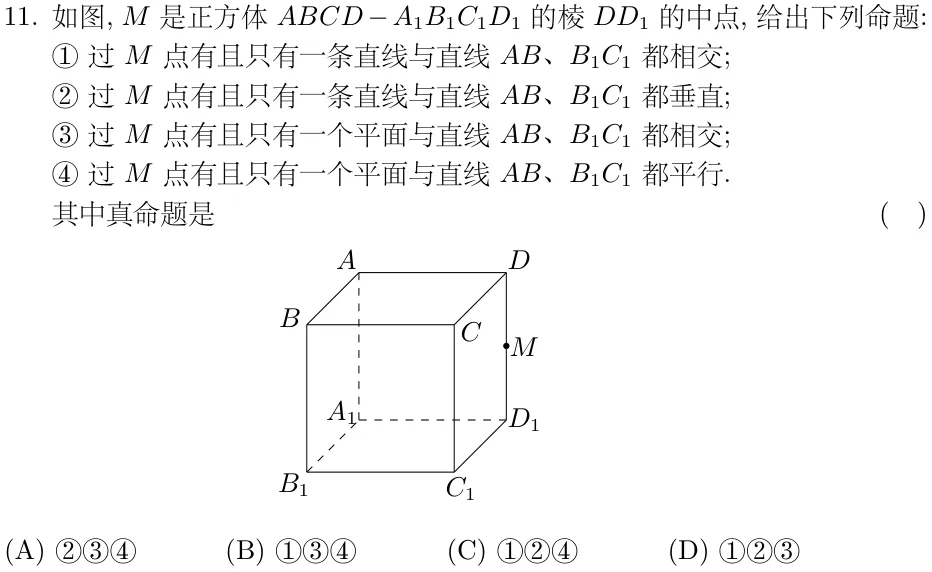 11. 如图, M 是正方体 ABCD − A₁B₁C₁D₁ 的棱 DD₁ 的中点, 给出下列命题:
① 过 M 点有且只有一条直线与直线 AB、B₁C₁ 都相交;
② 过 M 点有且只有一条直线与直线 AB、B₁C₁ 都垂直;
③ 过 M 点有且只有一个平面与直线 AB、B₁C₁ 都相交;
④ 过 M 点有且只有一个平面与直线 AB、B₁C₁ 都平行.
其中真命题是 ( )
A D
B C
M
A₁ D₁
B₁ C₁
(A) ②③④ (B) ①③④ (C) ①②④ (D) ①②③